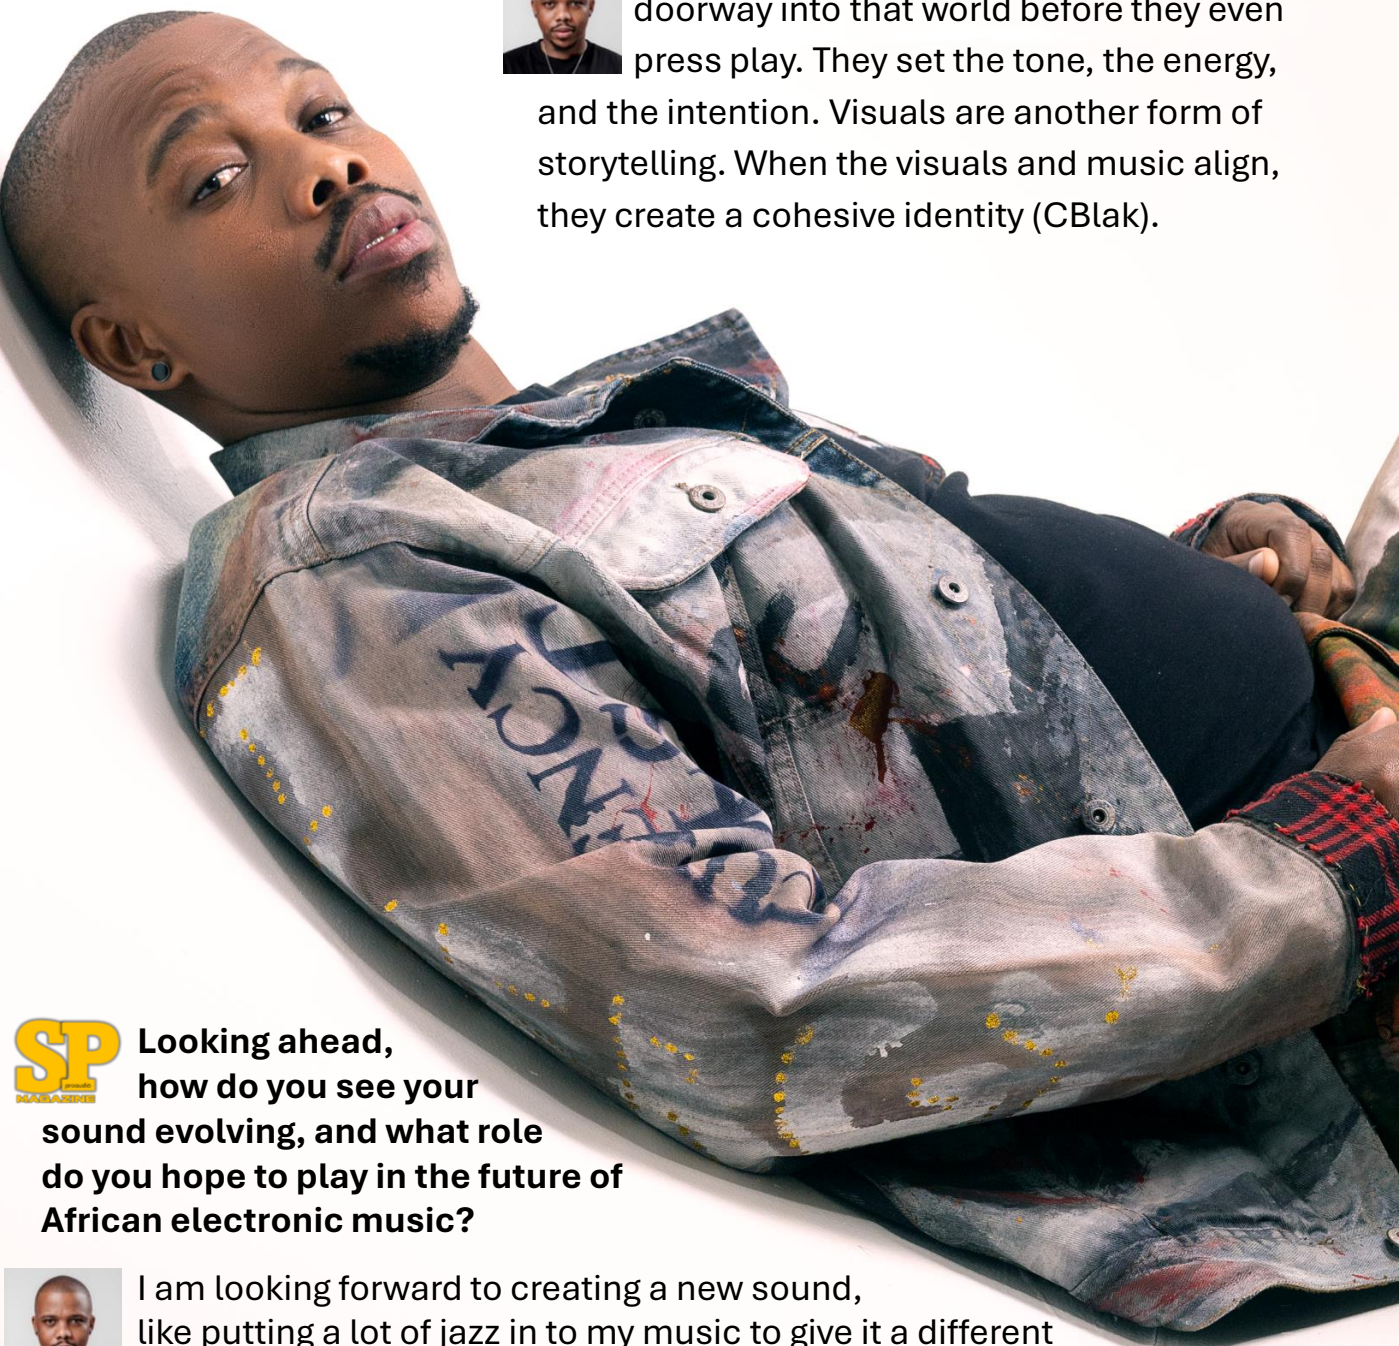 doorway into that world before they even
press play. They set the tone, the energy,
and the intention. Visuals are another form of
storytelling. When the visuals and music align,
they create a cohesive identity (CBlak).
SP
proaudio
MAGAZINE
Looking ahead,
how do you see your
sound evolving, and what role
do you hope to play in the future of
African electronic music?
I am looking forward to creating a new sound,
like putting a lot of jazz in to my music to give it a different